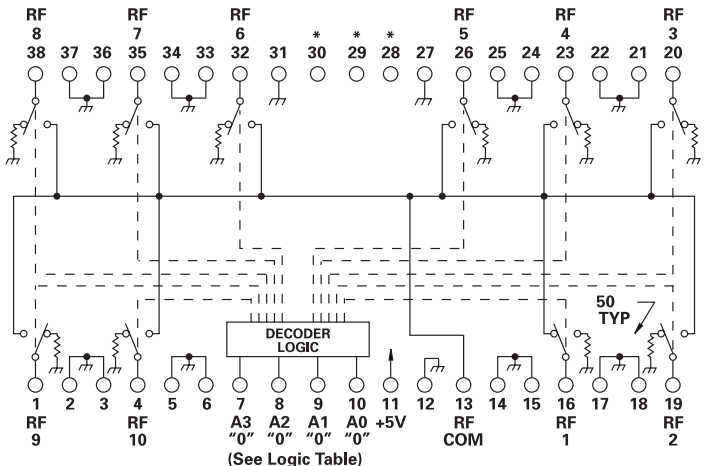 RF RF RF RF RF RF
8 7 6 5 4 3
* * *
38 37 36 35 34 33 32 31 30 29 28 27 26 25 24 23 22 21 20
50
TYP
DECODER
LOGIC
1 2 3 4 5 6 7 8 9 10 11 12 13 14 15 16 17 18 19
RF RF A3 A2 A1 A0 +5V RF RF RF
9 10 “0” “0” “0” “0” COM 1 2
(See Logic Table)